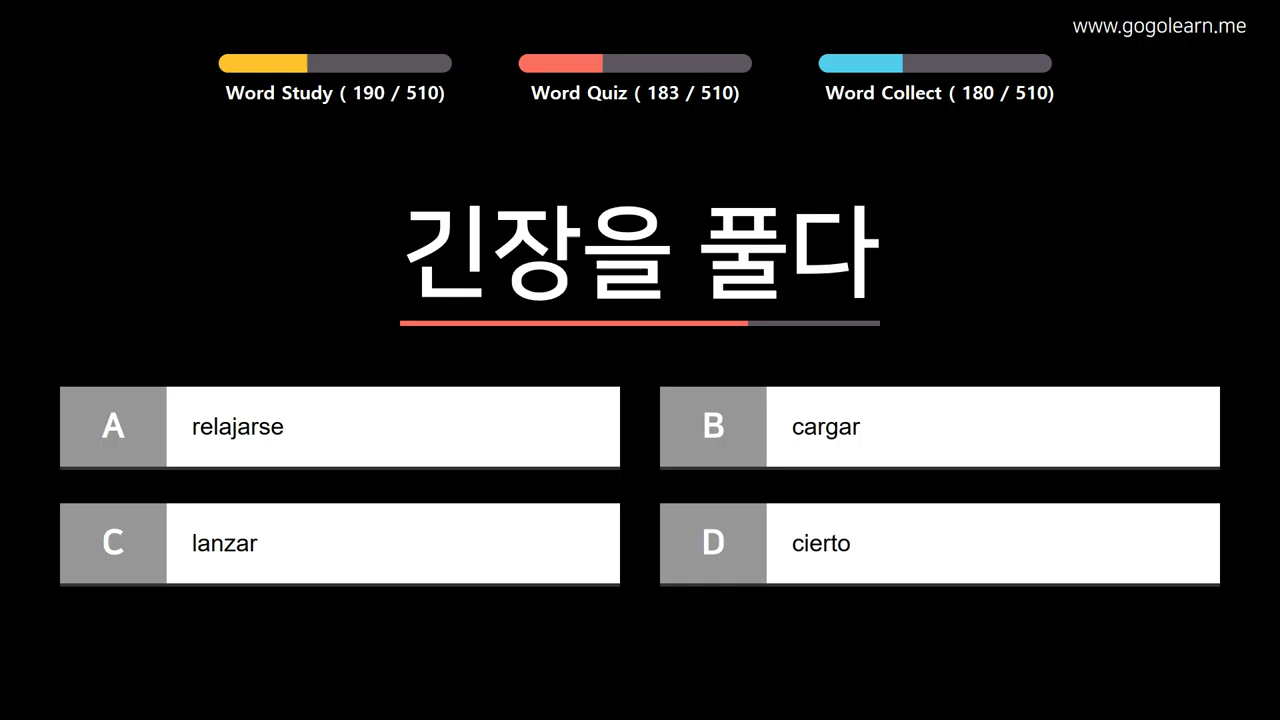 www.gogolearn.me
Word Study ( 190 / 510)
Word Quiz ( 183 / 510)
Word Collect ( 180 / 510)
긴장을 풀다
A relajarse
B cargar
C lanzar
D cierto